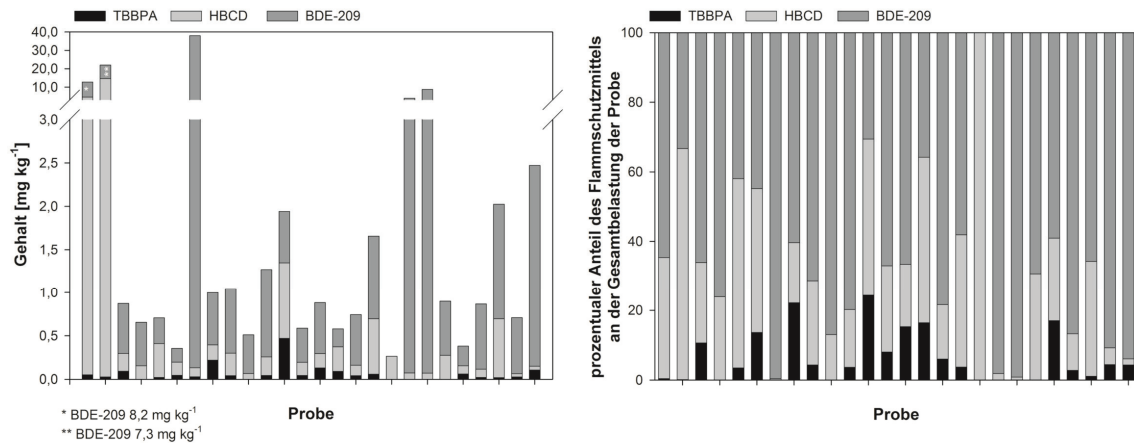 TBBPA HBCD BDE-209
40,0
30,0
20,0
10,0
3,0
2,5
2,0
1,5
1,0
0,5
0,0
Gehalt [mg kg-1]
*
**
Probe
* BDE-209 8,2 mg kg-1
** BDE-209 7,3 mg kg-1
TBBPA HBCD BDE-209
prozentualer Anteil des Flammschutzmittels
an der Gesamtbelastung der Probe
100
80
60
40
20
0
Probe